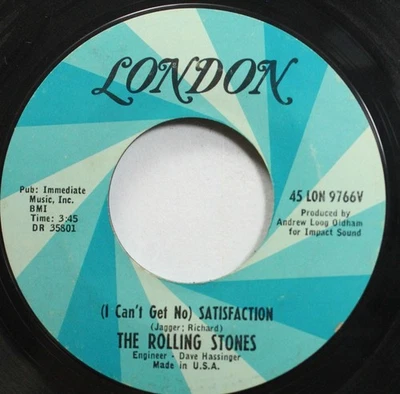 LONDON
Pub: Immediate
Music, Inc.
BMI
Time: 3:45
DR 35801
45 LON 9766V
Produced by
Andrew Loog Oldham
for Impact Sound
(I Can't Get No) SATISFACTION
(Jagger; Richard)
THE ROLLING STONES
Engineer - Dave Hassinger
Made in U.S.A.